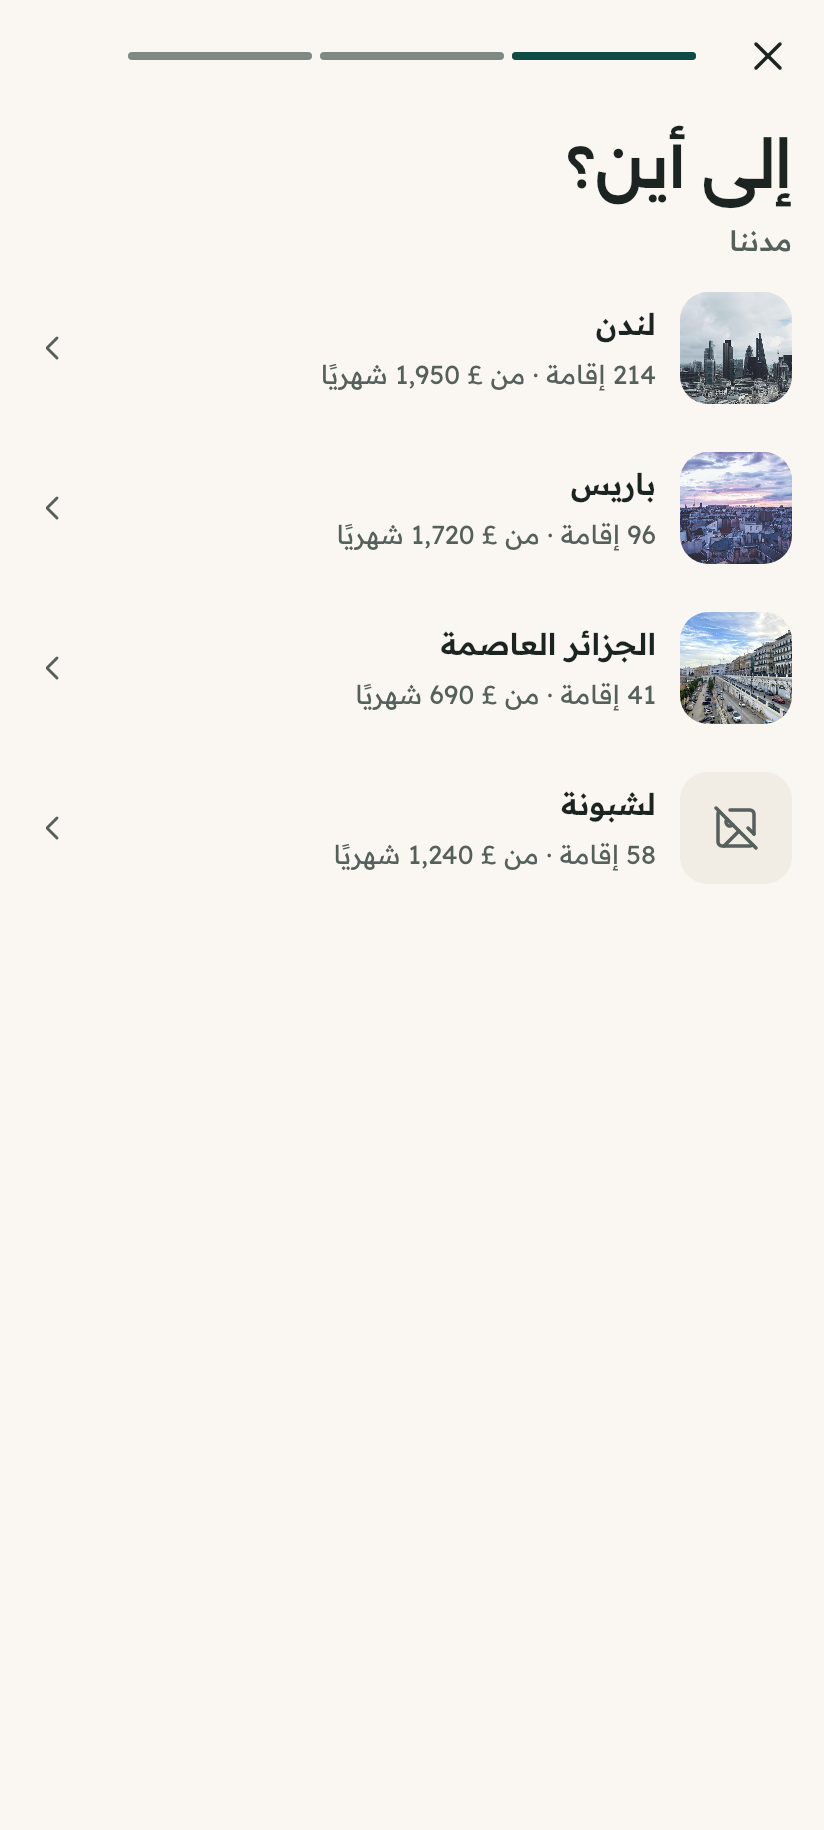 إلى أين؟
مدننا
لندن
214 إقامة · من £ 1,950 شهريًا
باريس
96 إقامة · من £ 1,720 شهريًا
الجزائر العاصمة
41 إقامة · من £ 690 شهريًا
لشبونة
58 إقامة · من £ 1,240 شهريًا